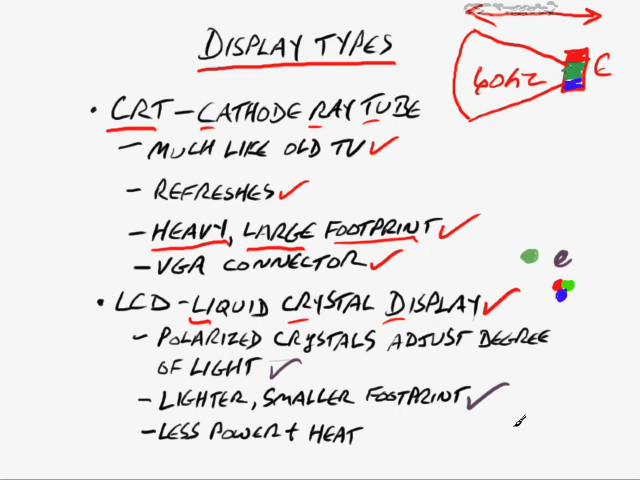 DISPLAY TYPES
• CRT - CATHODE RAY TUBE
- MUCH LIKE OLD TV
- REFRESHES
- HEAVY, LARGE FOOTPRINT
- VGA CONNECTOR
• LCD - LIQUID CRYSTAL DISPLAY
- POLARIZED CRYSTALS ADJUST DEGREE
OF LIGHT
- LIGHTER, SMALLER FOOTPRINT
- LESS POWER + HEAT
60hz
E
e